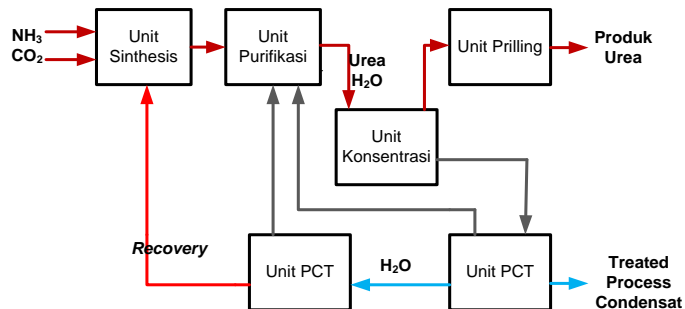 NH3
CO2
Unit
Sinthesis
Unit
Purifikasi
Urea
H2O
Unit Prilling
Produk
Urea
Unit
Konsentrasi
Recovery
Unit PCT
H2O
Unit PCT
Treated
Process
Condensat